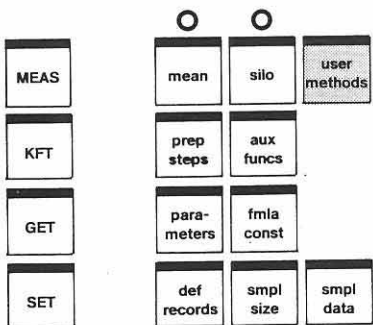 MEAS mean silo user methods
KFT prep steps aux funcs
GET para- meters fmla const
SET def records smpl size smpl data